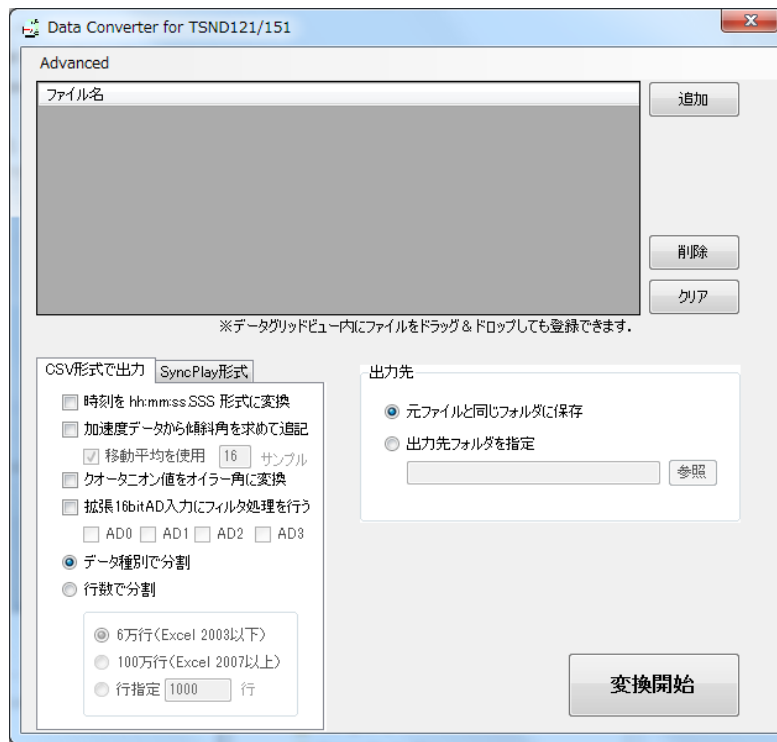 Data Converter for TSND121/151
Advanced
ファイル名
追加
削除
クリア
※データグリッドビュー内にファイルをドラッグ＆ドロップしても登録できます.
CSV形式で出力 SyncPlay形式
時刻を hh:mm:ss.SSS 形式に変換
加速度データから傾斜角を求めて追記
移動平均を使用 16 サンプル
クオータニオン値をオイラー角に変換
拡張16bitAD入力にフィルタ処理を行う
AD0 AD1 AD2 AD3
データ種別で分割
行数で分割
6万行(Excel 2003以下)
100万行(Excel 2007以上)
行指定 1000 行
出力先
元ファイルと同じフォルダに保存
出力先フォルダを指定
参照
変換開始